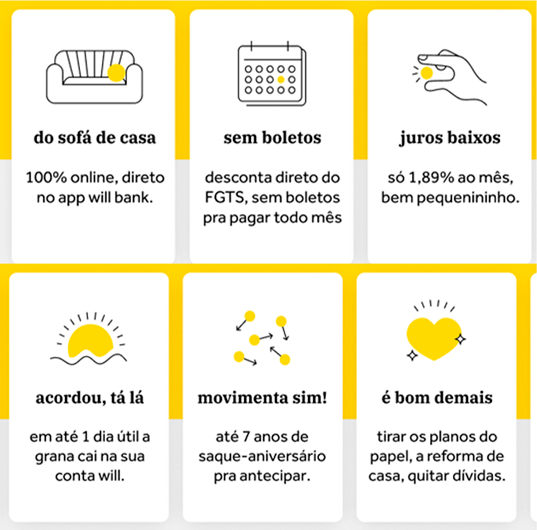 do sofá de casa
100% online, direto
no app will bank.
sem boletos
desconta direto do
FGTS, sem boletos
pra pagar todo mês
juros baixos
só 1,89% ao mês,
bem pequenininho.
acordou, tá lá
em até 1 dia útil a
grana cai na sua
conta will.
movimenta sim!
até 7 anos de
saque-aniversário
pra antecipar.
é bom demais
tirar os planos do
papel, a reforma de
casa, quitar dívidas.